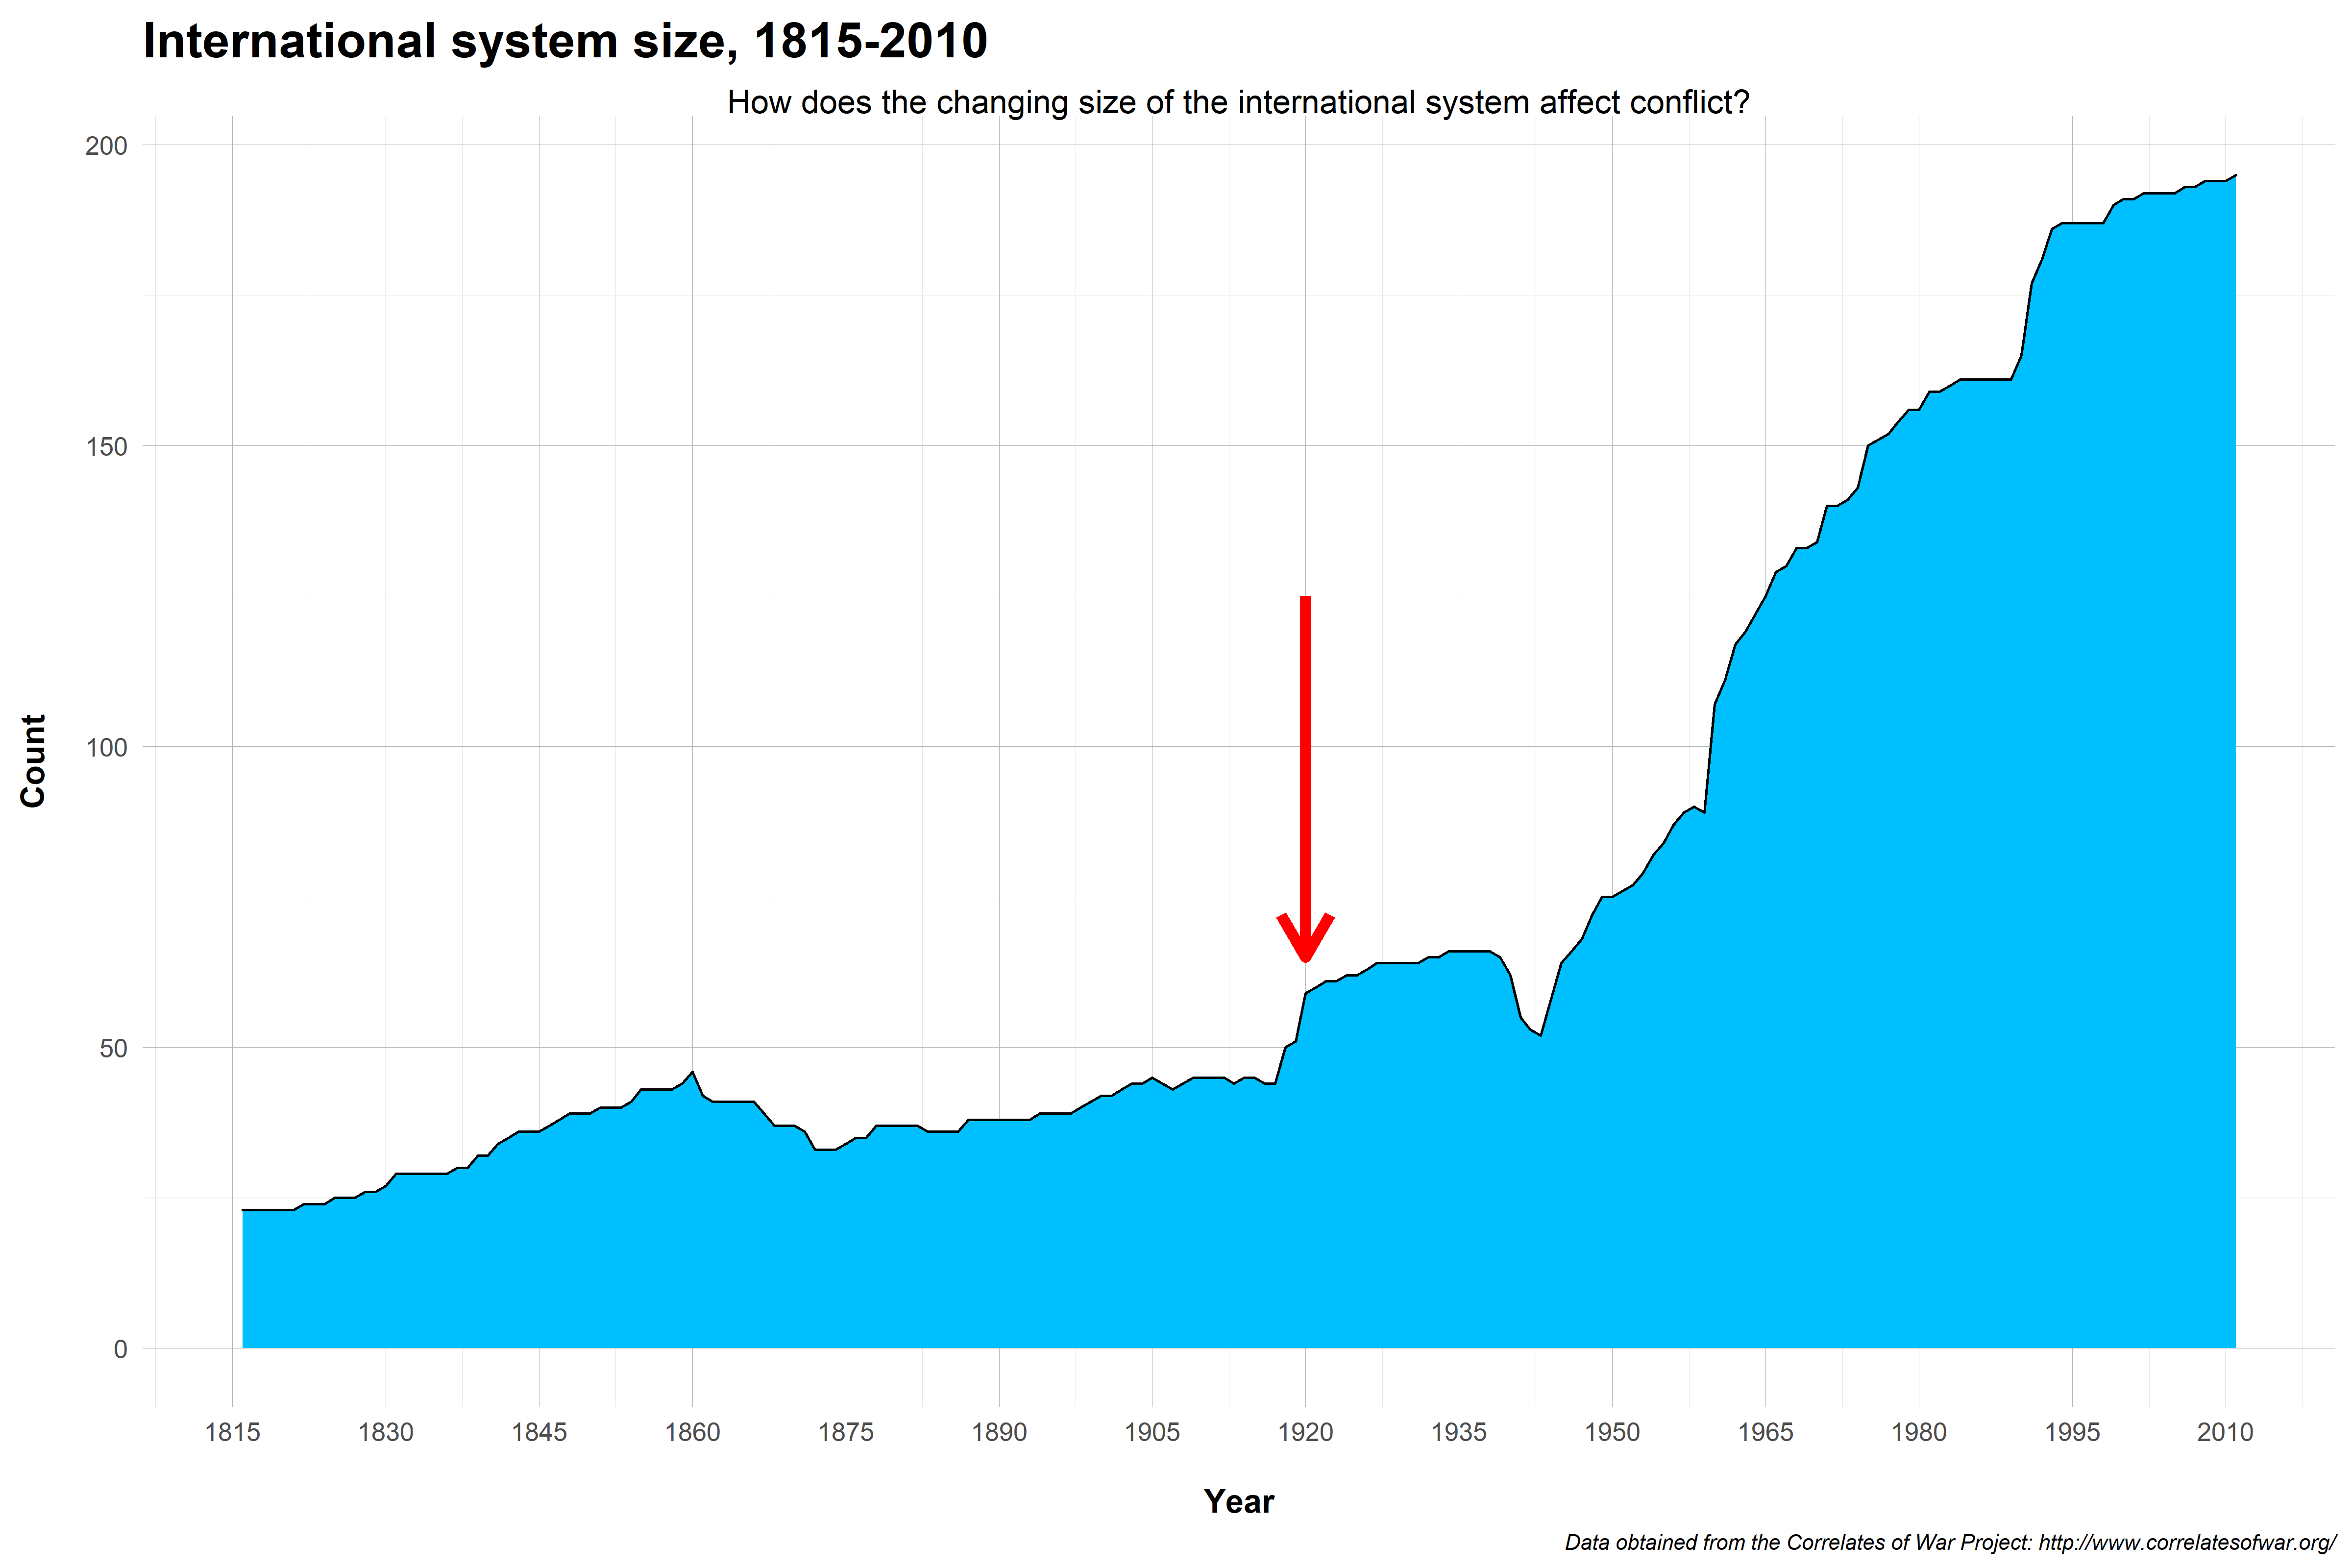 International system size, 1815-2010
How does the changing size of the international system affect conflict?
200
150
100
50
0
Count
1815 1830 1845 1860 1875 1890 1905 1920 1935 1950 1965 1980 1995 2010
Year
Data obtained from the Correlates of War Project: http://www.correlatesofwar.org/